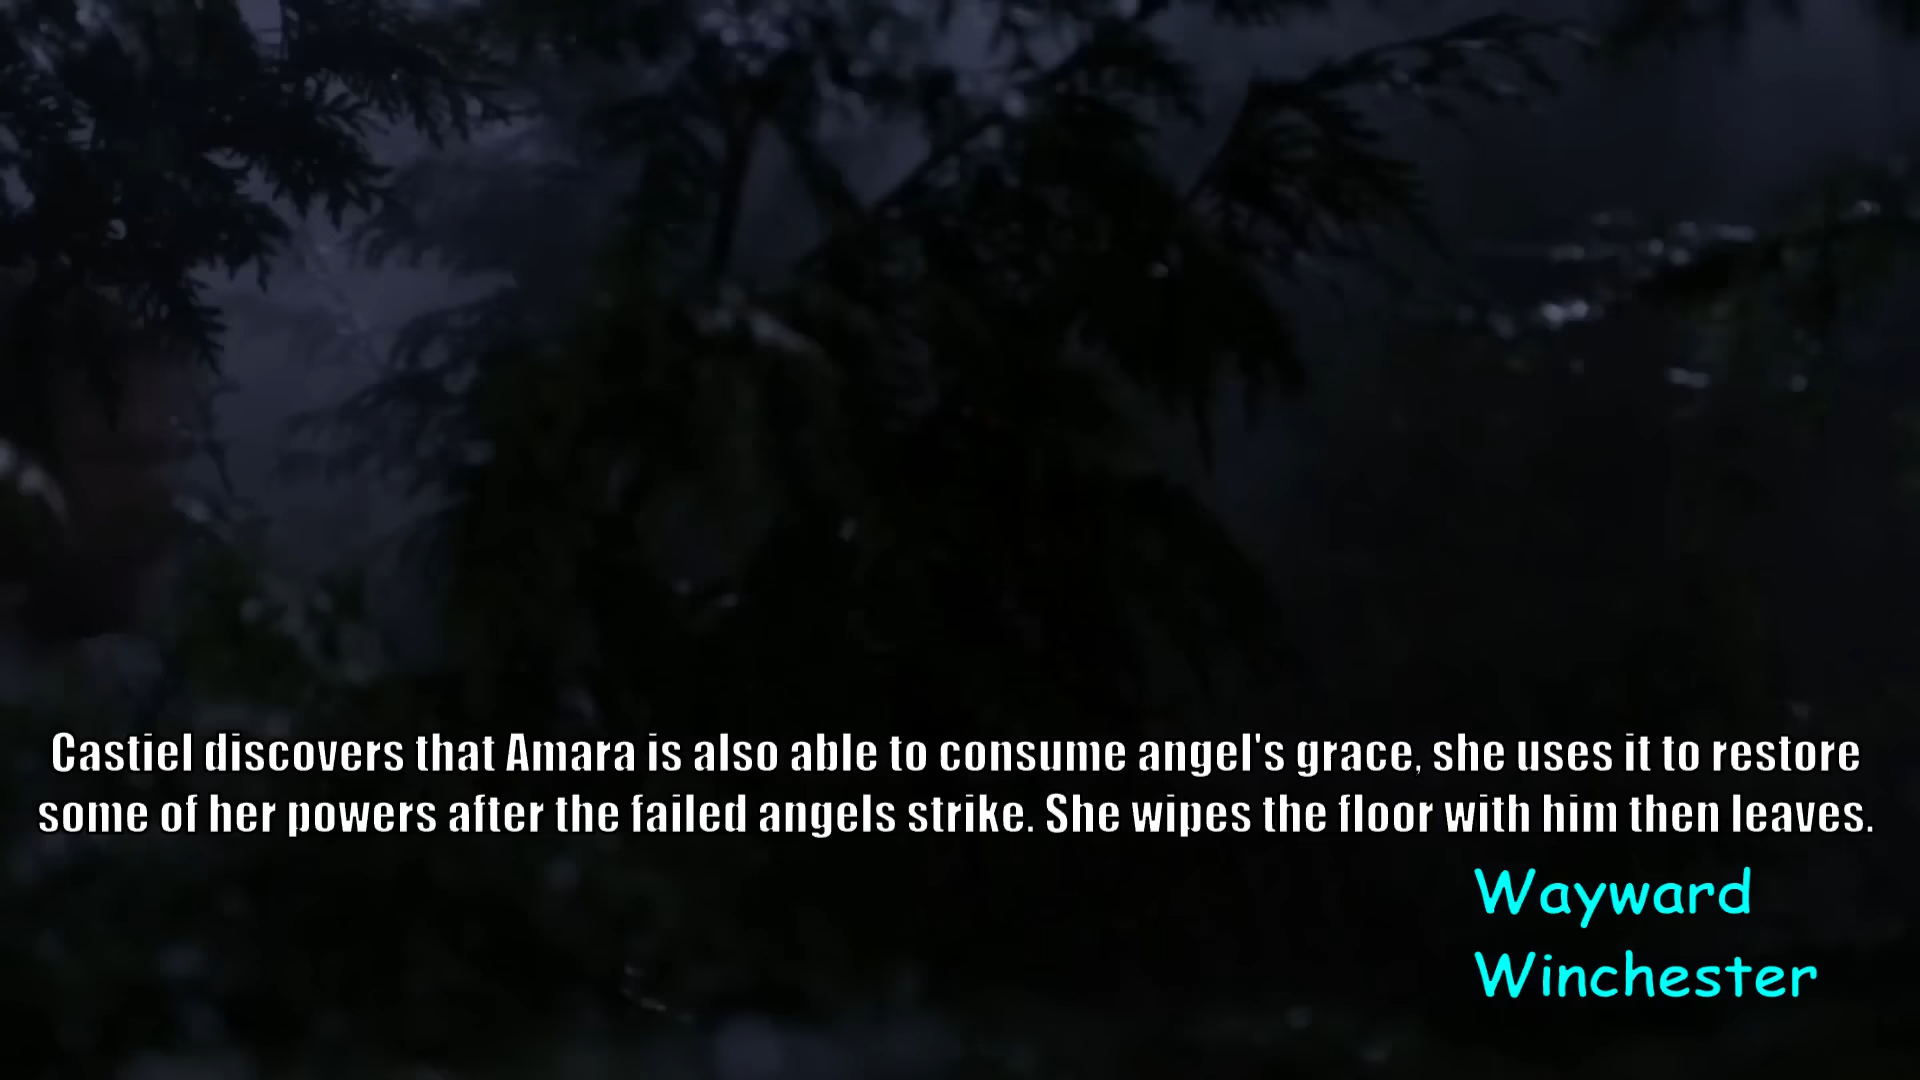 Castiel discovers that Amara is also able to consume angel's grace, she uses it to restore
some of her powers after the failed angels strike. She wipes the floor with him then leaves.
Wayward
Winchester